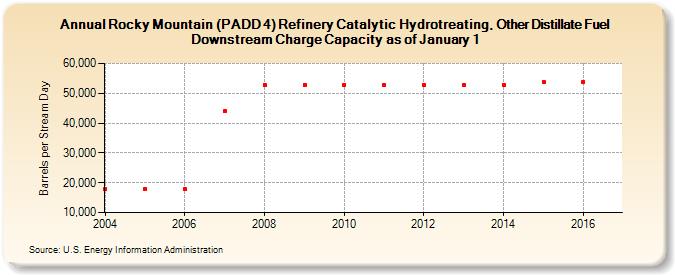 Annual Rocky Mountain (PADD 4) Refinery Catalytic Hydrotreating, Other Distillate Fuel
Downstream Charge Capacity as of January 1
Barrels per Stream Day
60,000
50,000
40,000
30,000
20,000
10,000
2004 2006 2008 2010 2012 2014 2016
Source: U.S. Energy Information Administration